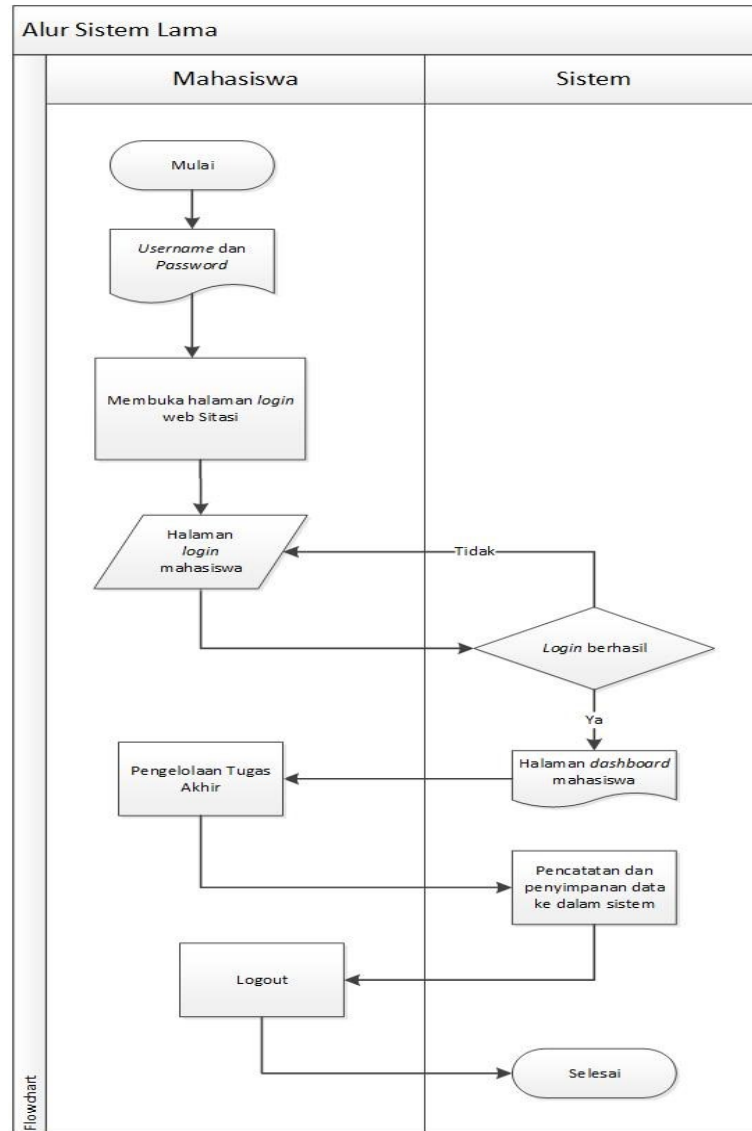 Alur Sistem Lama
Mahasiswa
Sistem
Mulai
Username dan
Password
Membuka halaman login
web Sitasi
Halaman
login
mahasiswa
Tidak
Login berhasil
Ya
Halaman dashboard
mahasiswa
Pengelolaan Tugas
Akhir
Pencatatan dan
penyimpanan data
ke dalam sistem
Logout
Selesai
Flowchart